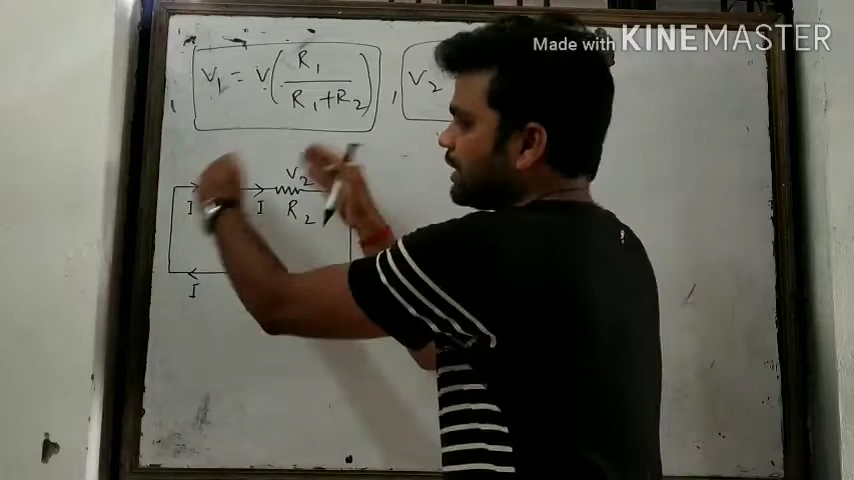 Made with KINEMASTER
V₁ = V(R₁/R₁+R₂), V₂
V₂
I I R₂
I